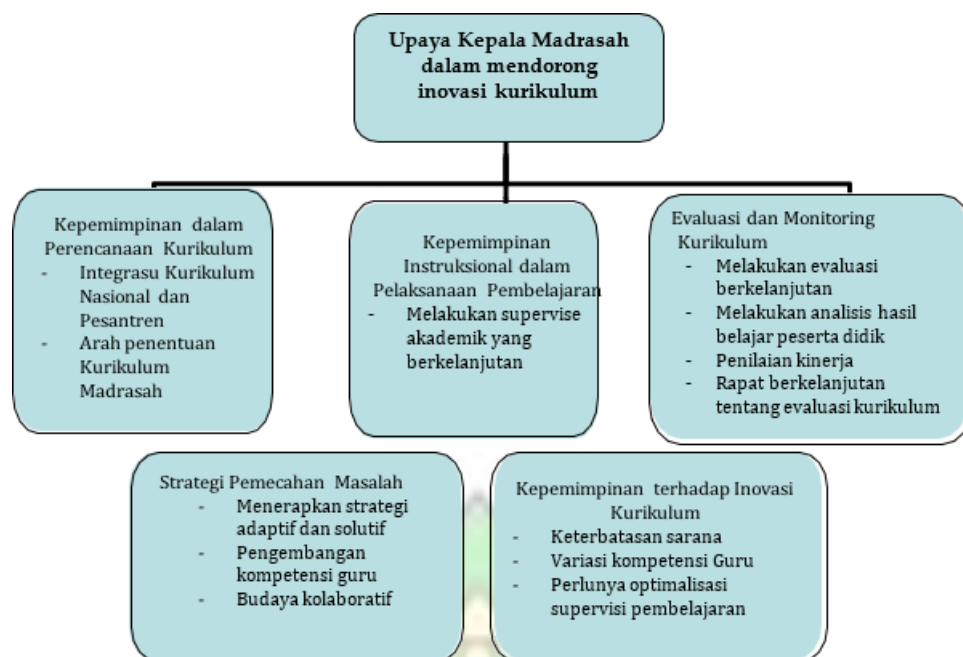 Upaya Kepala Madrasah
dalam mendorong
inovasi kurikulum
Kepemimpinan dalam
Perencanaan Kurikulum
- Integrasu Kurikulum
Nasional dan
Pesantren
- Arah penentuan
Kurikulum
Madrasah
Kepemimpinan
Instruksional dalam
Pelaksanaan Pembelajaran
- Melakukan supervise
akademik yang
berkelanjutan
Evaluasi dan Monitoring
Kurikulum
- Melakukan evaluasi
berkelanjutan
- Melakukan analisis hasil
belajar peserta didik
- Penilaian kinerja
- Rapat berkelanjutan
tentang evaluasi kurikulum
Strategi Pemecahan Masalah
- Menerapkan strategi
adaptif dan solutif
- Pengembangan
kompetensi guru
- Budaya kolaboratif
Kepemimpinan terhadap Inovasi
Kurikulum
- Keterbatasan sarana
- Variasi kompetensi Guru
- Perlunya optimalisasi
supervisi pembelajaran